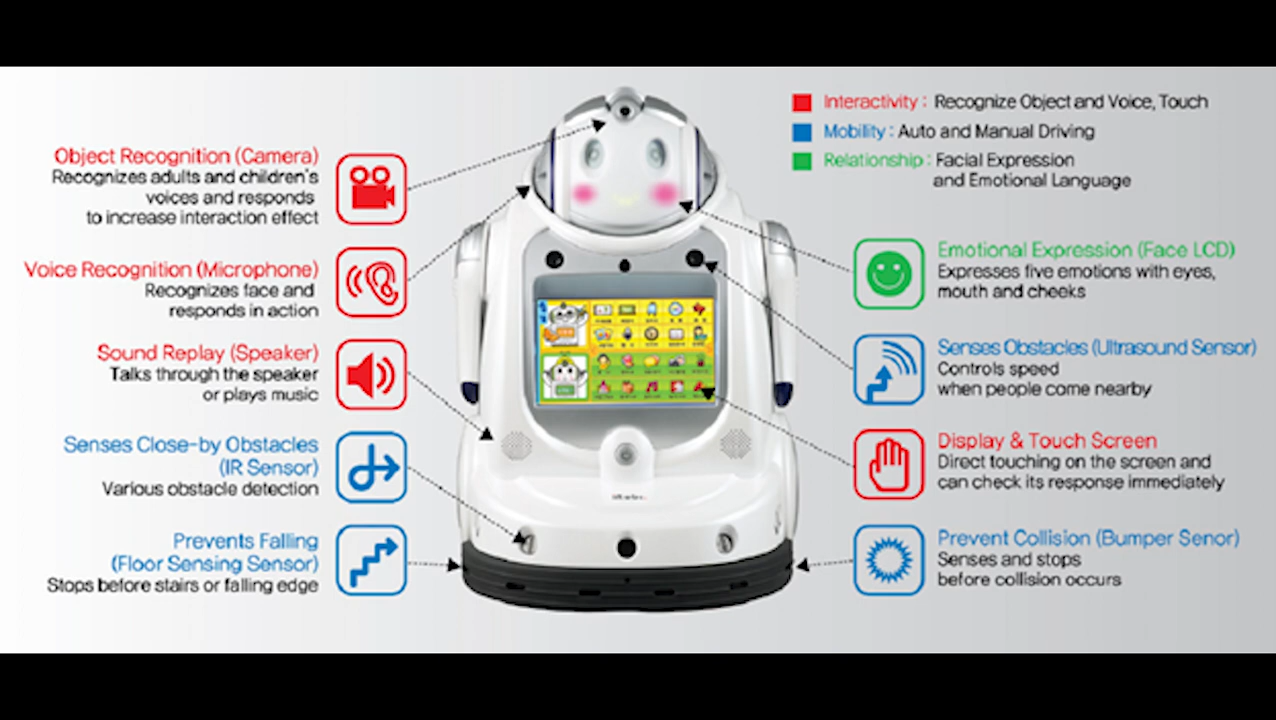 Object Recognition (Camera)
Recognizes adults and children's
voices and responds
to increase interaction effect
Voice Recognition (Microphone)
Recognizes face and
responds in action
Sound Replay (Speaker)
Talks through the speaker
or plays music
Senses Close-by Obstacles
(IR Sensor)
Various obstacle detection
Prevents Falling
(Floor Sensing Sensor)
Stops before stairs or falling edge
Interactivity : Recognize Object and Voice, Touch
Mobility : Auto and Manual Driving
Relationship : Facial Expression
and Emotional Language
Emotional Expression (Face LCD)
Expresses five emotions with eyes,
mouth and cheeks
Senses Obstacles (Ultrasound Sensor)
Controls speed
when people come nearby
Display & Touch Screen
Direct touching on the screen and
can check its response immediately
Prevent Collision (Bumper Senor)
Senses and stops
before collision occurs